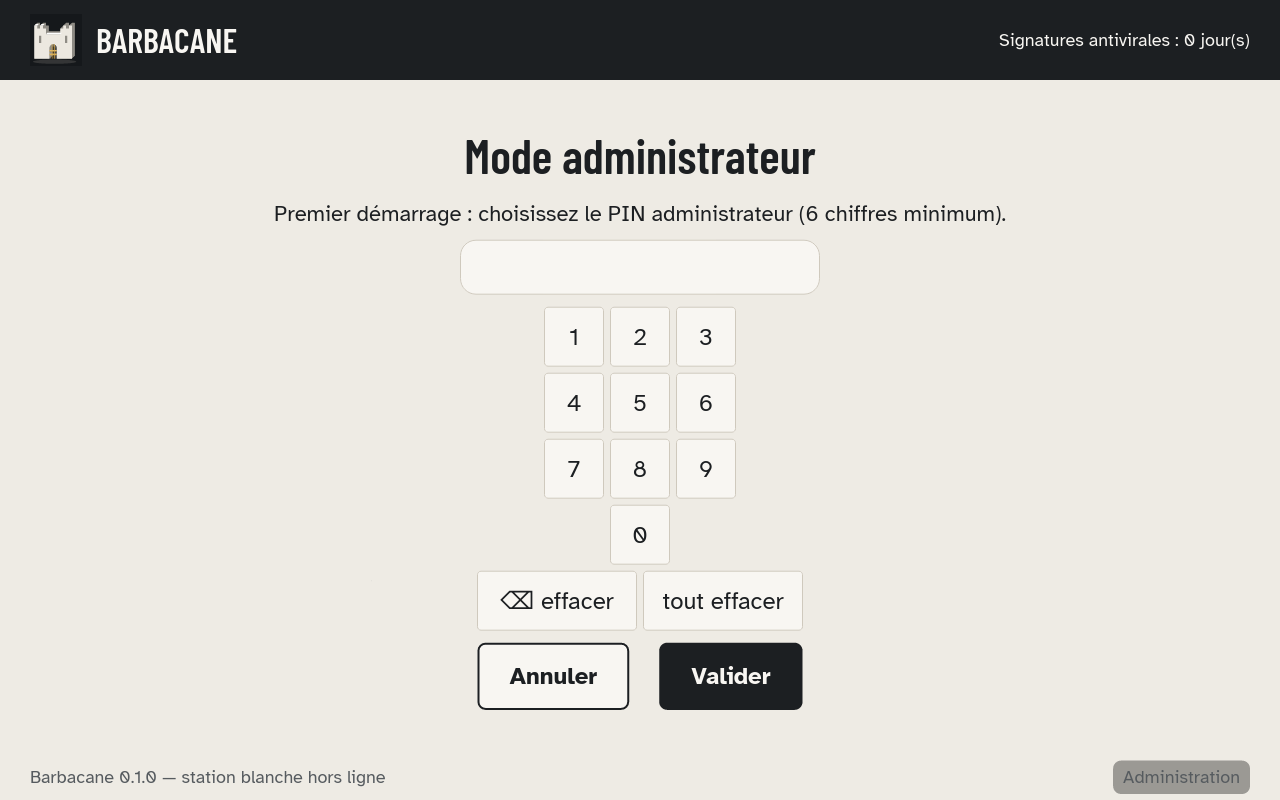 BARBACANE
Signatures antivirales : 0 jour(s)
Mode administrateur
Premier démarrage : choisissez le PIN administrateur (6 chiffres minimum).
1 2 3
4 5 6
7 8 9
0
⌫ effacer tout effacer
Annuler Valider
Barbacane 0.1.0 — station blanche hors ligne
Administration